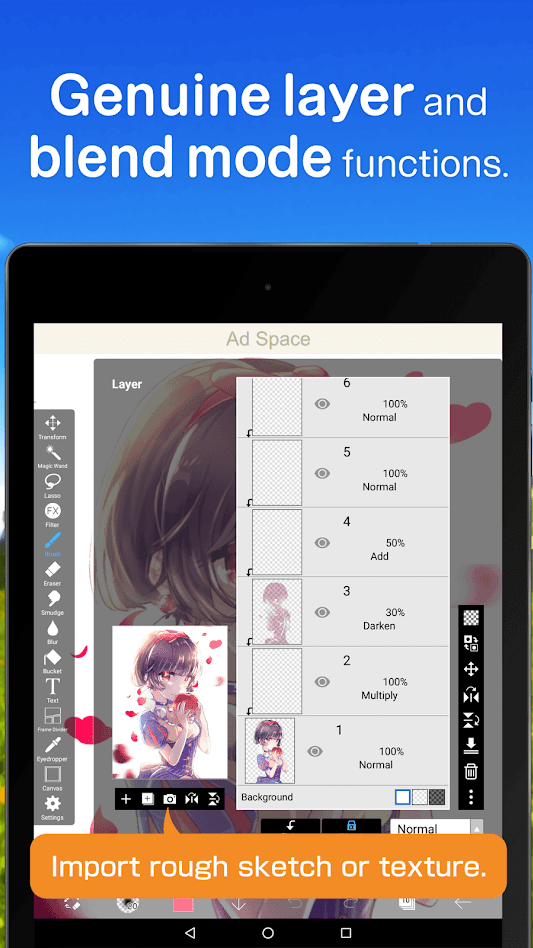 Genuine layer and
blend mode functions.
Ad Space
Layer
6
100%
Normal
5
100%
Normal
4
50%
Add
3
30%
Darken
2
100%
Multiply
1
100%
Normal
Background
Transform
Magic Wand
Lasso
FX
Filter
Brush
Eraser
Smudge
Blur
Bucket
T
Text
Frame Divider
Eyedropper
Canvas
Settings
Normal
Import rough sketch or texture.
10